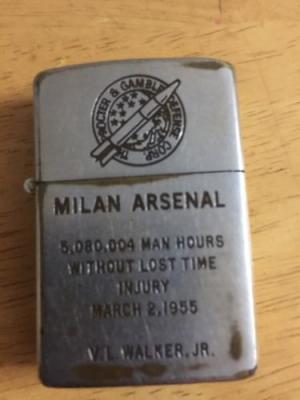 THE PROCTER & GAMBLE DEFENSE CORP.
MILAN ARSENAL
5,080,004 MAN HOURS
WITHOUT LOST TIME
INJURY
MARCH 2, 1955
V. L. WALKER, JR.